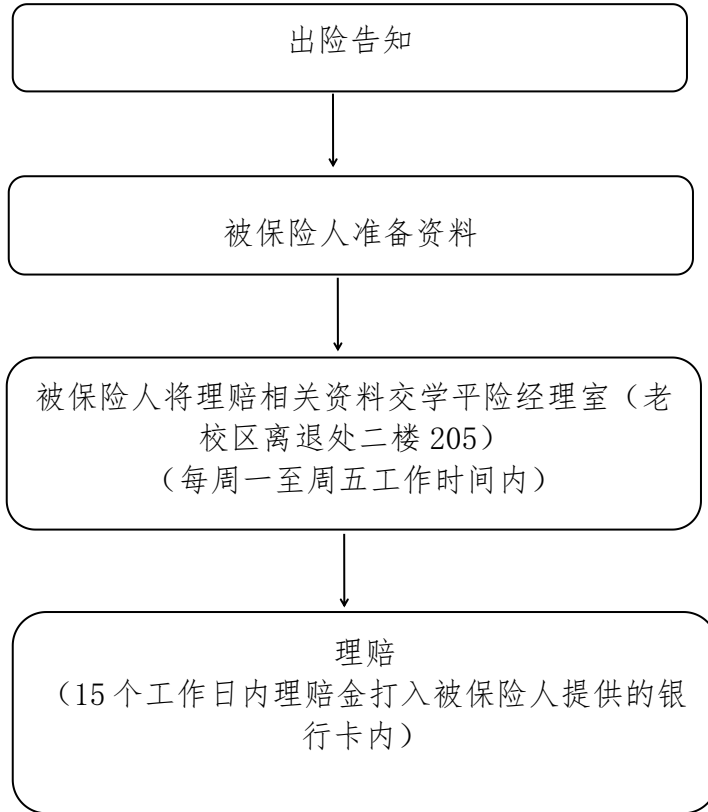 出险告知
被保险人准备资料
被保险人将理赔相关资料交学平险经理室（老
校区离退处二楼 205）
（每周一至周五工作时间内）
理赔
（15 个工作日内理赔金打入被保险人提供的银
行卡内）